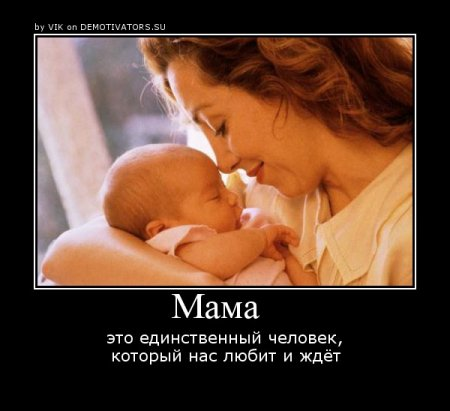 by VIK on DEMOTIVATORS.SU
Мама
это единственный человек,
который нас любит и ждёт